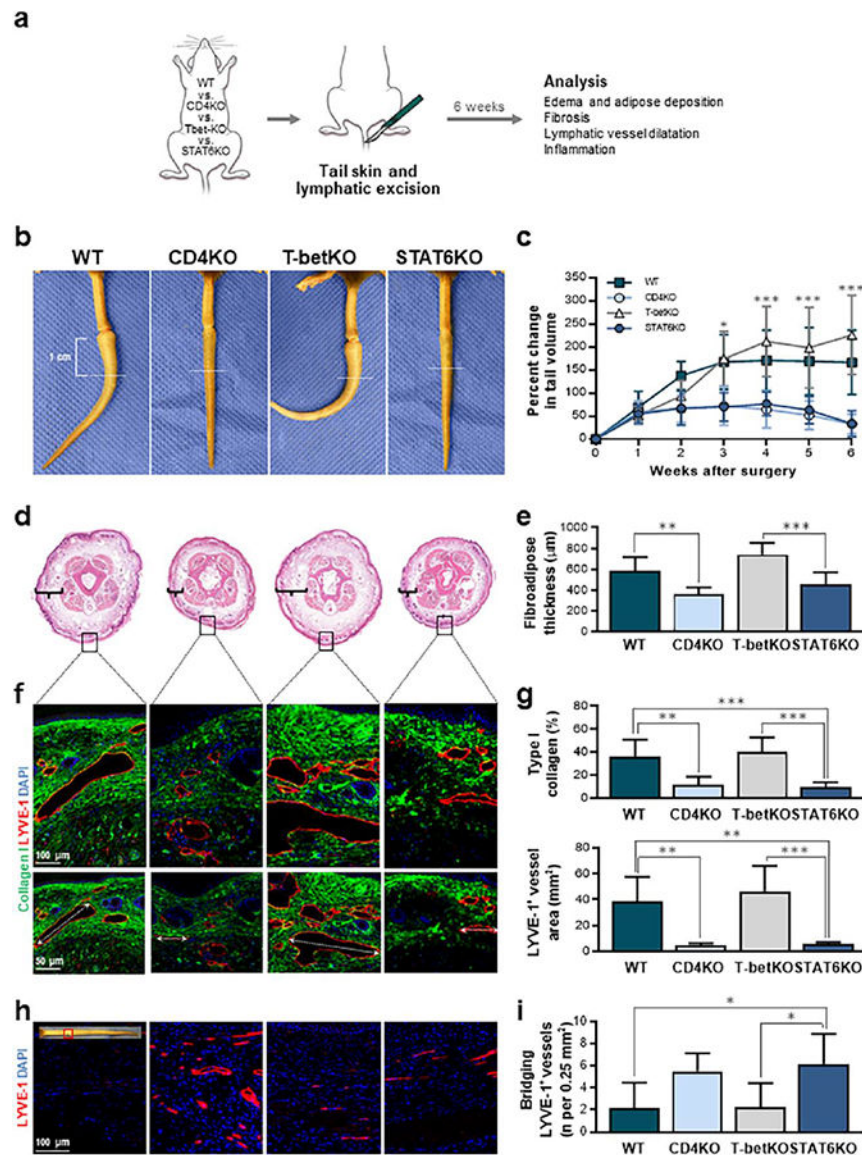 a
WT
vs.
CD4KO
vs.
Tbet-KO
vs.
STAT6KO
Tail skin and
lymphatic excision
6 weeks
Analysis
Edema and adipose deposition
Fibrosis
Lymphatic vessel dilatation
Inflammation
b
WT
CD4KO
T-betKO
STAT6KO
1 cm
c
Percent change
in tail volume
350
300
250
200
150
100
50
0
WT
CD4KO
T-betKO
STAT6KO
*
***
***
***
0 1 2 3 4 5 6
Weeks after surgery
d
e
Fibroadipose
thickness (μm)
1000
800
600
400
200
0
**
***
WT CD4KO T-betKO STAT6KO
f
Collagen I LYVE-1 DAPI
100 μm
50 μm
g
Type I
collagen (%)
80
60
40
20
0
***
**
***
WT CD4KO T-betKO STAT6KO
LYVE-1+ vessel
area (mm²)
80
60
40
20
0
**
**
***
WT CD4KO T-betKO STAT6KO
h
LYVE-1 DAPI
100 μm
i
Bridging
LYVE-1+ vessels
(n per 0.25 mm²)
10
8
6
4
2
0
*
*
WT CD4KO T-betKO STAT6KO